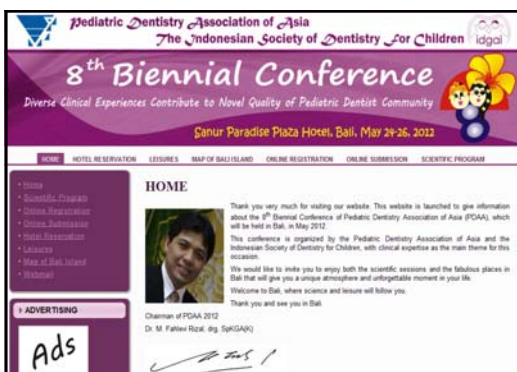 Pediatric Dentistry Association of Asia
The Indonesian Society of Dentistry For Children
idgai
8th Biennial Conference
Diverse Clinical Experiences Contribute to Novel Quality of Pediatric Dentist Community
Sanur Paradise Plaza Hotel, Bali, May 24-26, 2012
HOME HOTEL RESERVATION LEISURES MAP OF BALI ISLAND ONLINE REGISTRATION ONLINE SUBMISSION SCIENTIFIC PROGRAM
Home
Scientific Program
Online Registration
Online Submission
Hotel Reservation
Leisures
Map of Bali Island
Webmail
ADVERTISING
Ads
HOME
Thank you very much for visiting our website. This website is launched to give information
about the 8th Biennial Conference of Pediatric Dentistry Association of Asia (PDAA), which
will be held in Bali, in May 2012.
This conference is organized by the Pediatric Dentistry Association of Asia and the
Indonesian Society of Dentistry for Children, with clinical expertise as the main theme for this
occasion.
We would like to invite you to enjoy both the scientific sessions and the fabulous places in
Bali that will give you a unique atmosphere and unforgettable moment in your life.
Welcome to Bali, where science and leisure will follow you.
Thank you and see you in Bali.
Chairman of PDAA 2012
Dr. M. Fahlevi Rizal, drg. SpKGA(K)